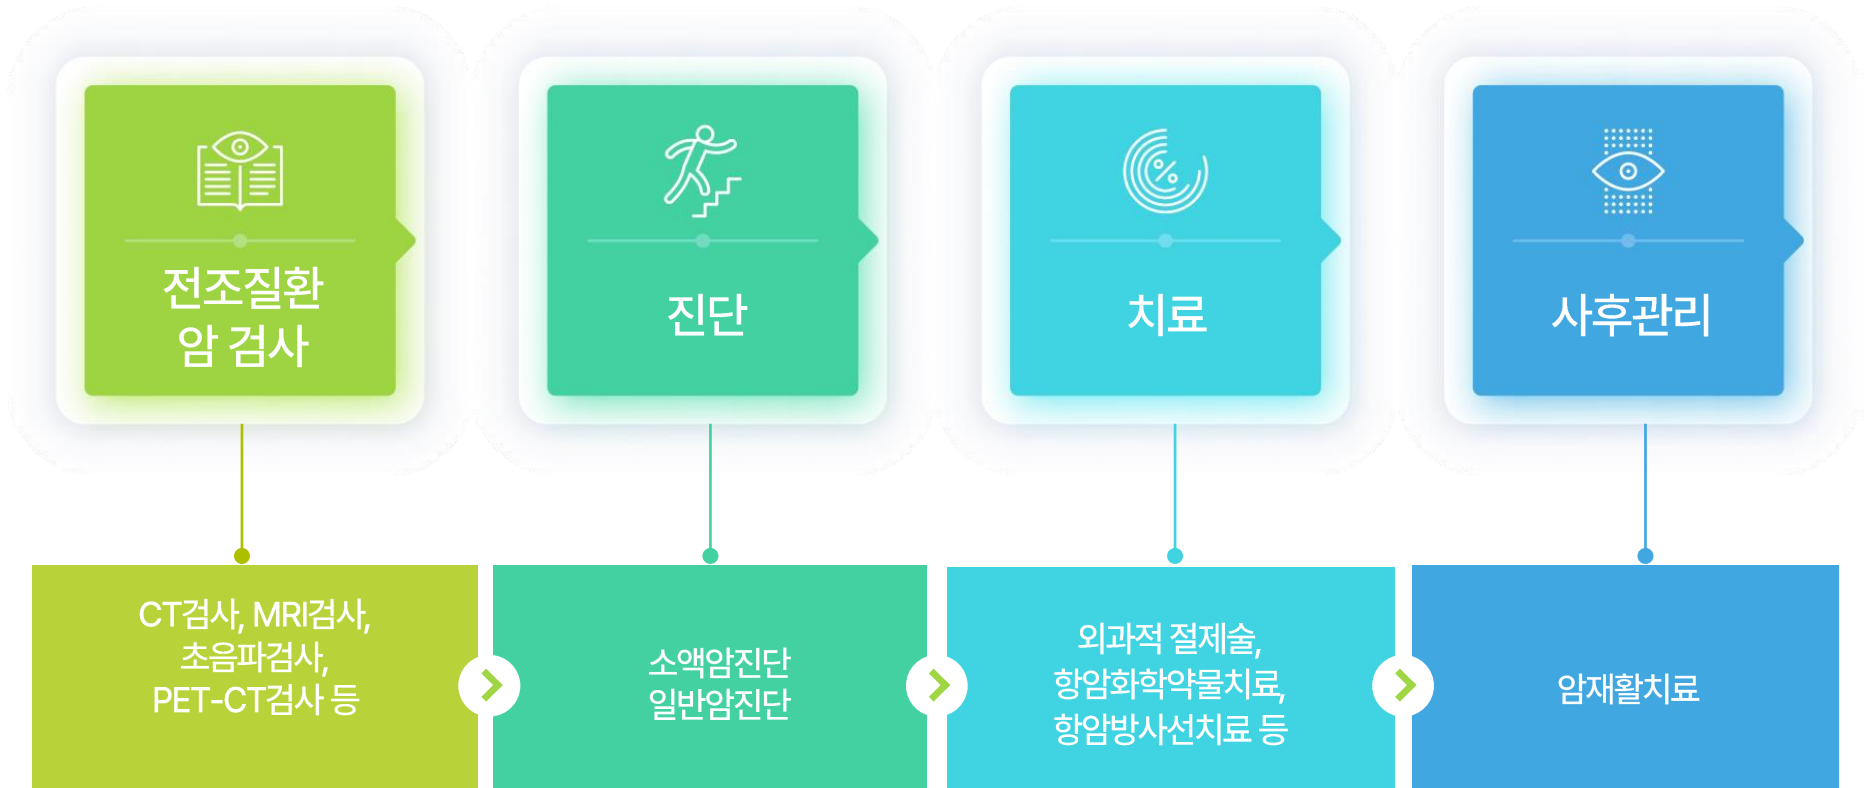 전조질환
암 검사
진단
치료
사후관리
CT검사, MRI검사,
초음파검사,
PET-CT검사 등
소액암진단
일반암진단
외과적 절제술,
항암화학약물치료,
항암방사선치료 등
암재활치료